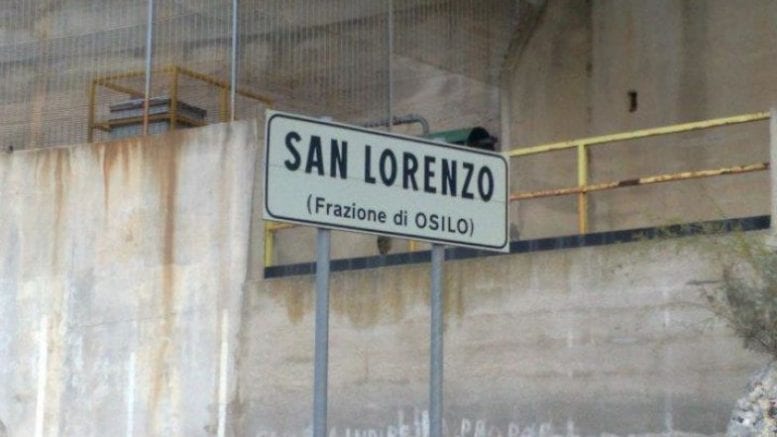 SAN LORENZO
(Frazione di OSILO)